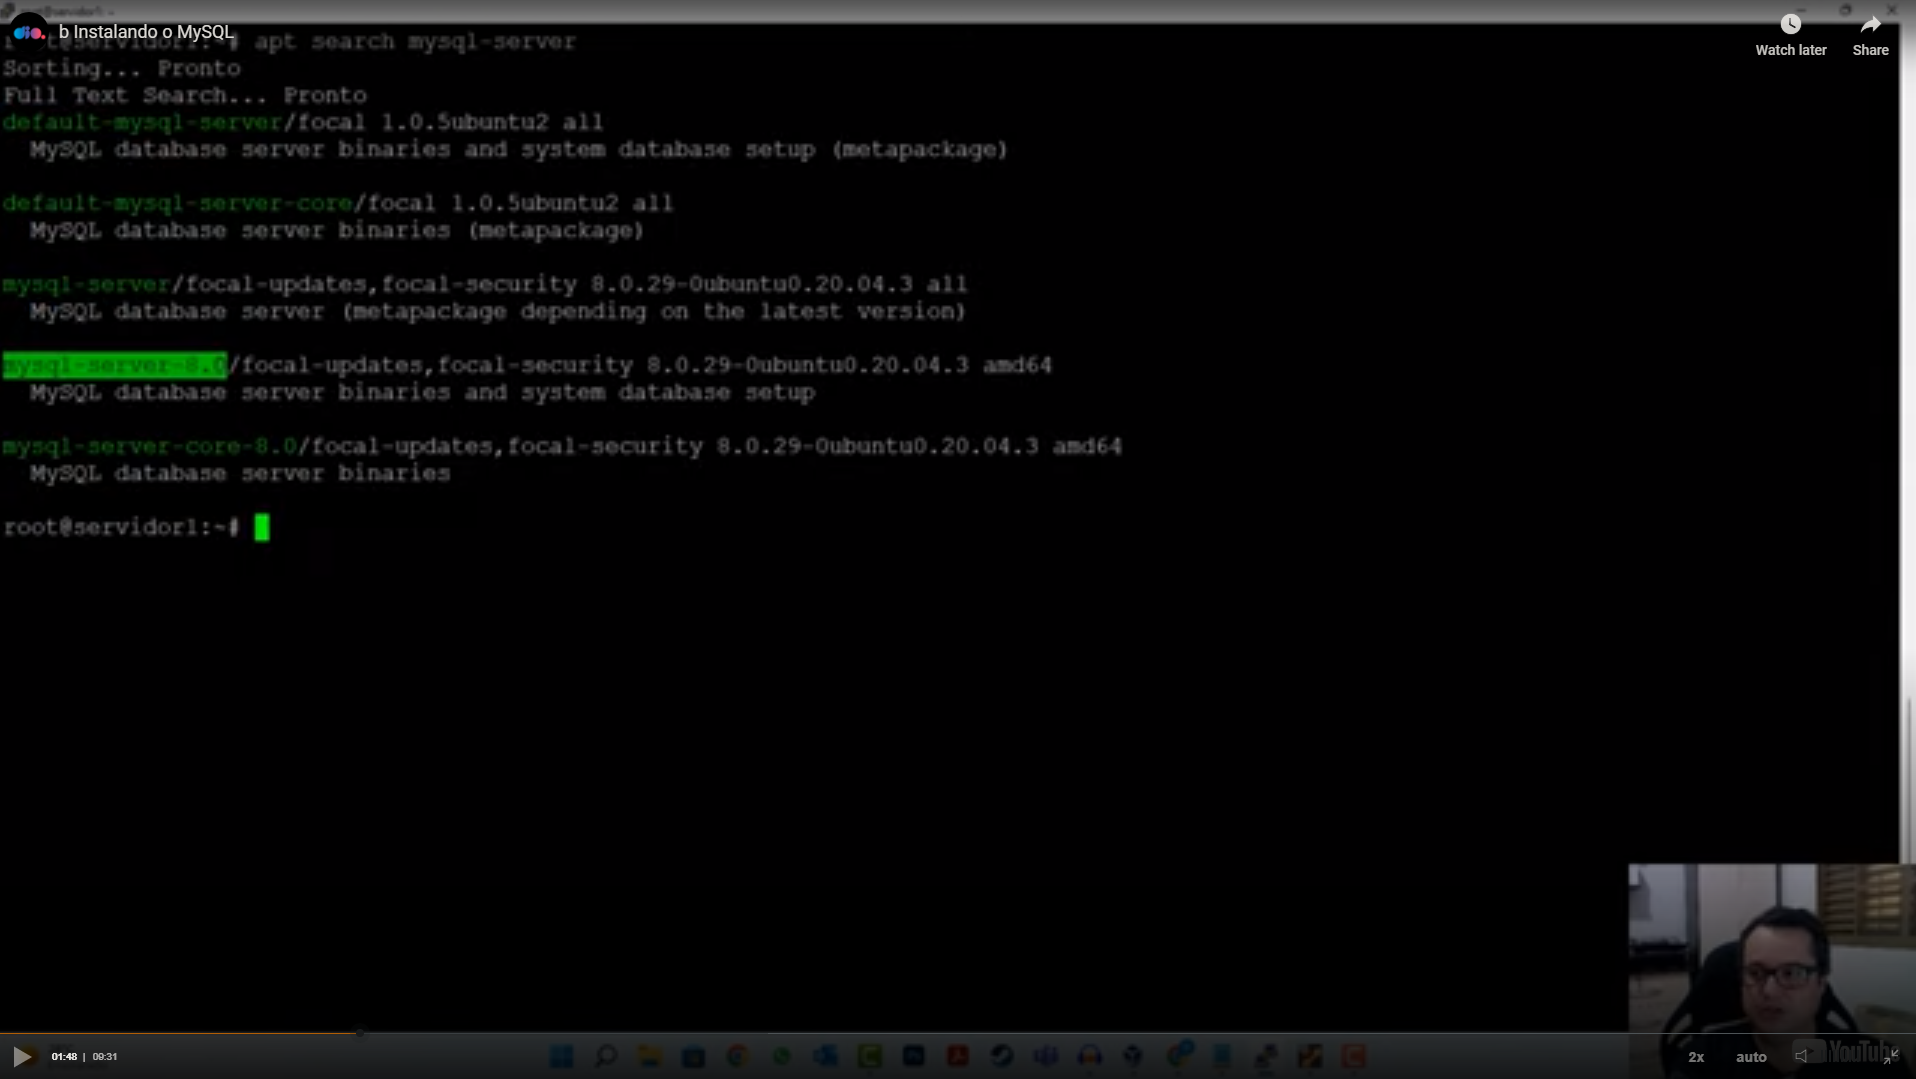 dio.
b Instalando o MySQL
Watch later
Share
apt search mysql-server
Sorting... Pronto
Full Text Search... Pronto
default-mysql-server/focal 1.0.5ubuntu2 all
MySQL database server binaries and system database setup (metapackage)
default-mysql-server-core/focal 1.0.5ubuntu2 all
MySQL database server binaries (metapackage)
mysql-server/focal-updates,focal-security 8.0.29-0ubuntu0.20.04.3 all
MySQL database server (metapackage depending on the latest version)
mysql-server-8.0/focal-updates,focal-security 8.0.29-0ubuntu0.20.04.3 amd64
MySQL database server binaries and system database setup
mysql-server-core-8.0/focal-updates,focal-security 8.0.29-0ubuntu0.20.04.3 amd64
MySQL database server binaries
root@servidor1:~#
01:48 | 09:31
2x
auto
YouTube